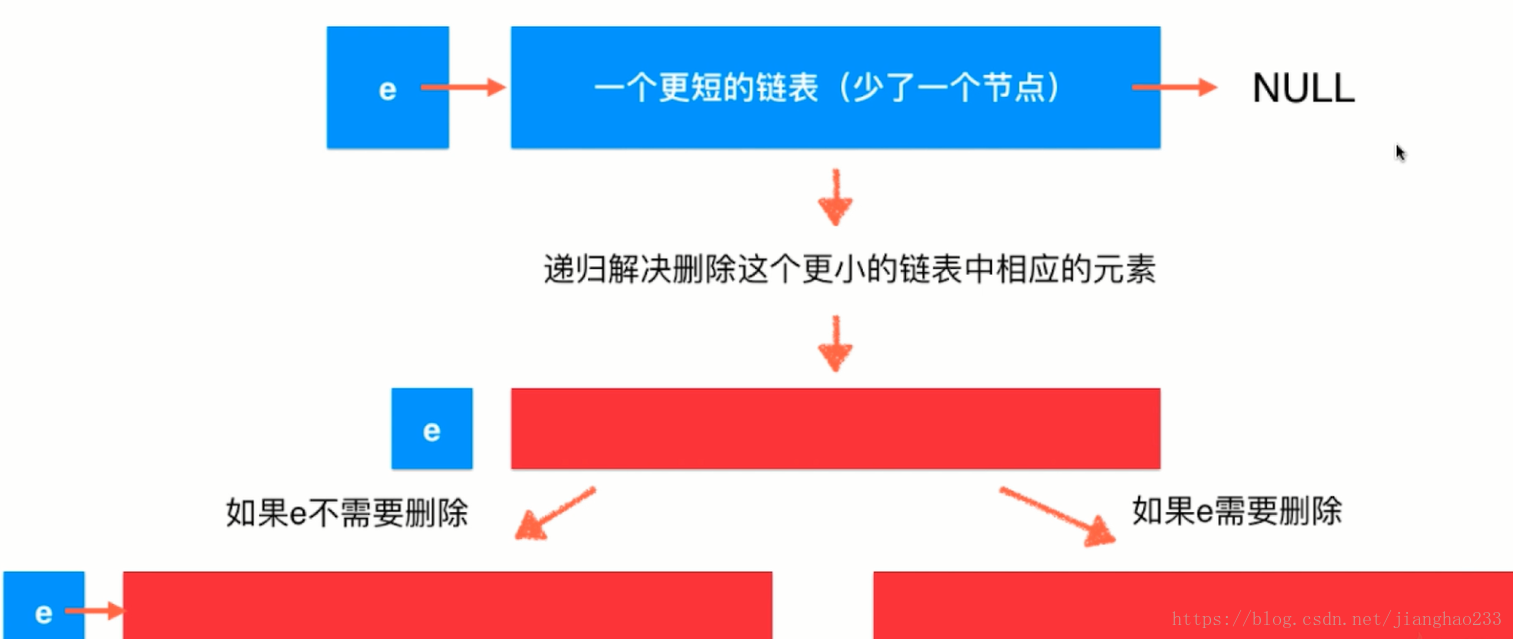 e
一个更短的链表（少了一个节点）
NULL
递归解决删除这个更小的链表中相应的元素
e
如果e不需要删除
如果e需要删除
e
https://blog.csdn.net/jianghao233